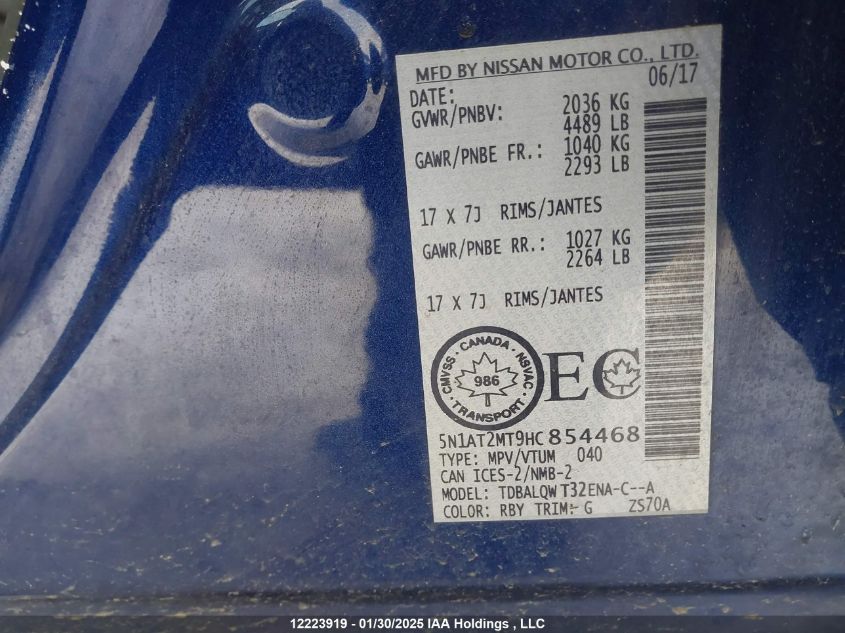 MFD BY NISSAN MOTOR CO., LTD.
DATE: 06/17
GVWR/PNBV: 2036 KG
4489 LB
GAWR/PNBE FR.: 1040 KG
2293 LB
17 X 7J RIMS/JANTES
GAWR/PNBE RR.: 1027 KG
2264 LB
17 X 7J RIMS/JANTES
CMVSS · CANADA · NSVAC
986
TRANSPORT
EC
5N1AT2MT9HC854468
TYPE: MPV/VTUM 040
CAN ICES-2/NMB-2
MODEL: TDBALQW T32ENA-C--A
COLOR: RBY TRIM: G ZS70A
12223919 - 01/30/2025 IAA Holdings , LLC